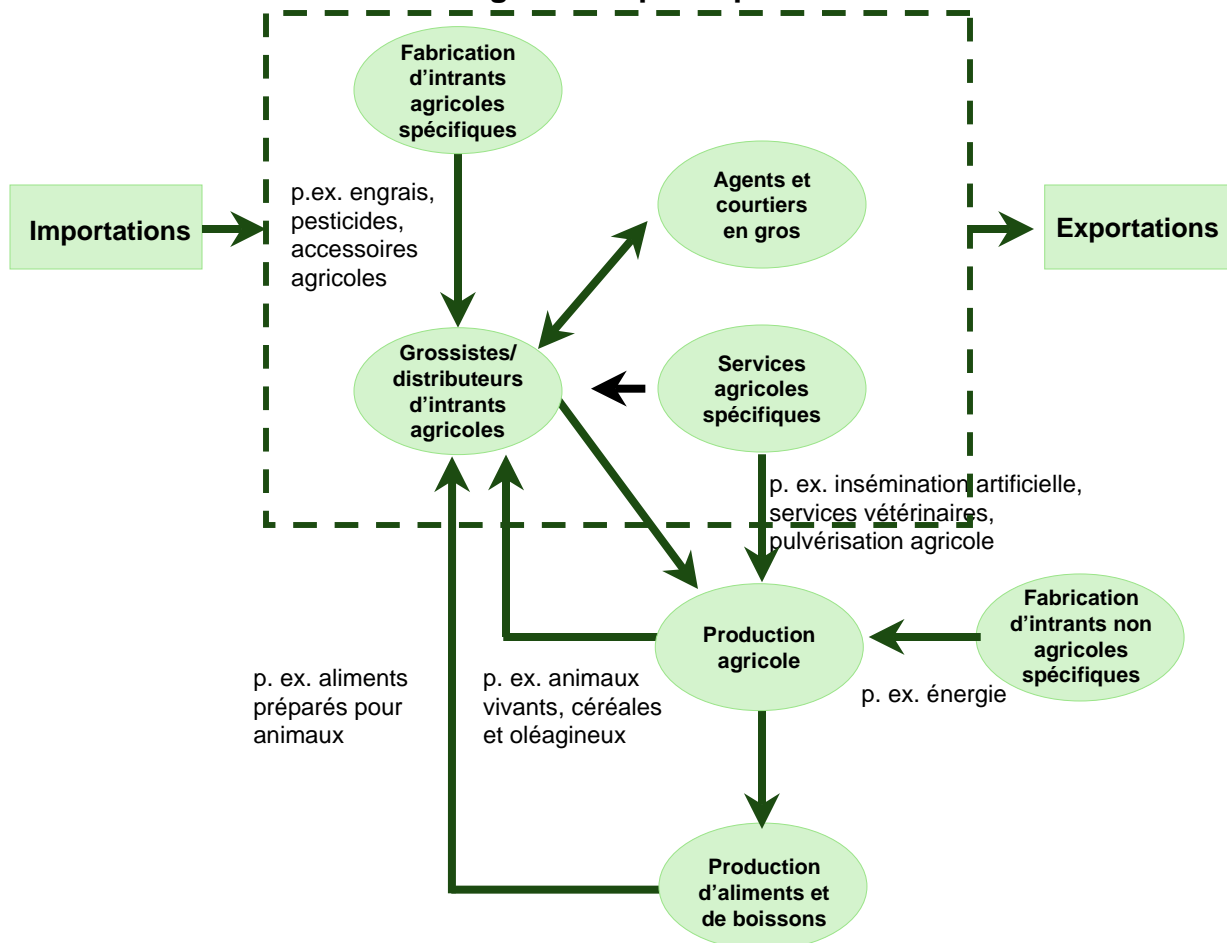 Fabrication
d’intrants
agricoles
spécifiques
p.ex. engrais,
pesticides,
accessoires
agricoles
Agents et
courtiers
en gros
Importations
Exportations
Grossistes/
distributeurs
d’intrants
agricoles
Services
agricoles
spécifiques
p. ex. insémination artificielle,
services vétérinaires,
pulvérisation agricole
Production
agricole
Fabrication
d’intrants non
agricoles
spécifiques
p. ex. énergie
p. ex. aliments
préparés pour
animaux
p. ex. animaux
vivants, céréales
et oléagineux
Production
d’aliments et
de boissons